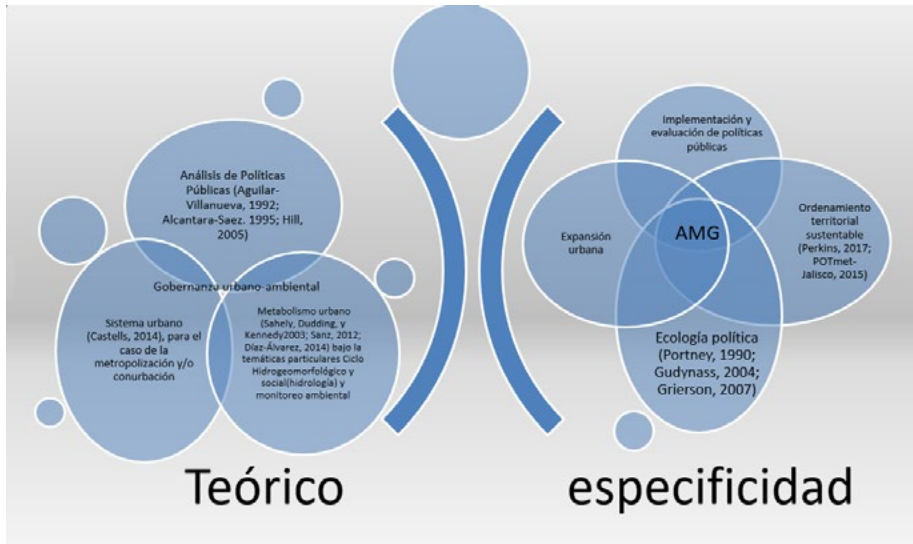 Análisis de Políticas
Públicas (Aguilar-
Villanueva, 1992;
Alcantara-Saez. 1995; Hill,
2005)
Gobernanza urbano-ambiental
Sistema urbano
(Castells, 2014), para el
caso de la
metropolización y/o
conurbación
Metabolismo urbano
(Sahely, Dudding, y
Kennedy2003; Sanz, 2012;
Díaz-Álvarez, 2014) bajo la
temáticas particulares Ciclo
Hidrogeomorfológico y
social(hidrología) y
monitoreo ambiental
Teórico
Implementación y
evaluación de políticas
públicas
Expansión
urbana
AMG
Ordenamiento
territorial
sustentable
(Perkins, 2017;
POTmet-
Jalisco, 2015)
Ecología política
(Portney, 1990;
Gudynass, 2004;
Grierson, 2007)
especificidad